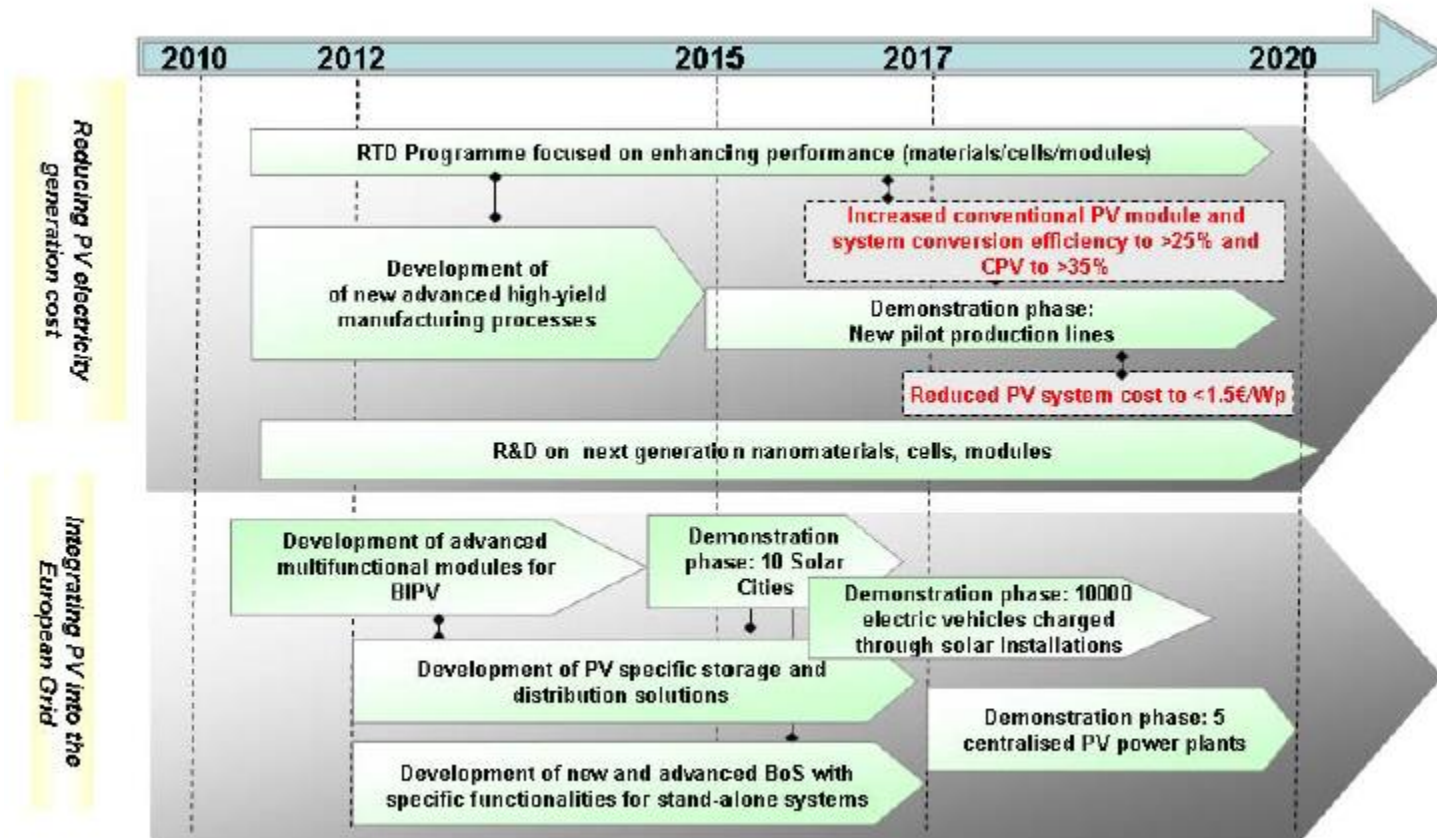 2010 2012 2015 2017 2020
Reducing PV electricity
generation cost
RTD Programme focused on enhancing performance (materials/cells/modules)
Increased conventional PV module and
system conversion efficiency to >25% and
CPV to >35%
Development of
of new advanced high-yield
manufacturing processes
Demonstration phase:
New pilot production lines
Reduced PV system cost to <1.5€/Wp
R&D on next generation nanomaterials, cells, modules
Integrating PV into the
European Grid
Development of advanced
multifunctional modules for
BIPV
Demonstration
phase: 10 Solar
Cities
Demonstration phase: 10000
electric vehicles charged
through solar installations
Development of PV specific storage and
distribution solutions
Demonstration phase: 5
centralised PV power plants
Development of new and advanced BoS with
specific functionalities for stand-alone systems